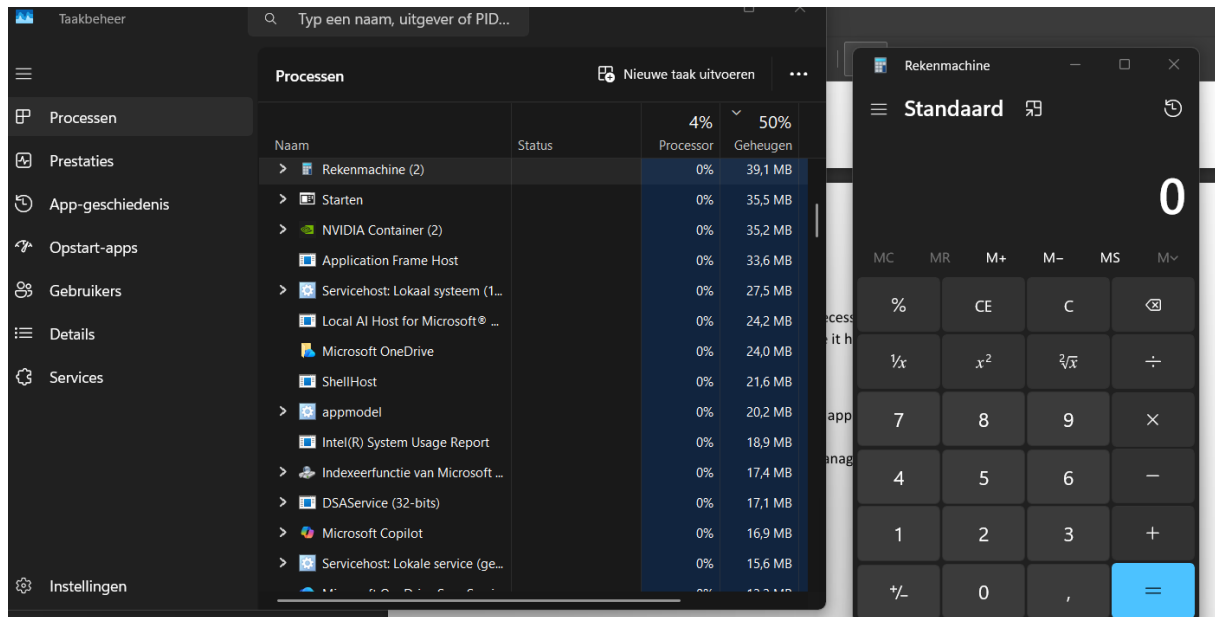 Taakbeheer
Typ een naam, uitgever of PID...
Processen
Prestaties
App-geschiedenis
Opstart-apps
Gebruikers
Details
Services
Instellingen
Processen
Nieuwe taak uitvoeren
4% 50%
Naam Status Processor Geheugen
Rekenmachine (2) 0% 39,1 MB
Starten 0% 35,5 MB
NVIDIA Container (2) 0% 35,2 MB
Application Frame Host 0% 33,6 MB
Servicehost: Lokaal systeem (1... 0% 27,5 MB
Local AI Host for Microsoft® ... 0% 24,2 MB
Microsoft OneDrive 0% 24,0 MB
ShellHost 0% 21,6 MB
appmodel 0% 20,2 MB
Intel(R) System Usage Report 0% 18,9 MB
Indexeerfunctie van Microsoft ... 0% 17,4 MB
DSAService (32-bits) 0% 17,1 MB
Microsoft Copilot 0% 16,9 MB
Servicehost: Lokale service (ge... 0% 15,6 MB
it h
app
Rekenmachine
Standaard
0
MC MR M+ M− MS M
% CE C
¹/x x² ²√x ÷
7 8 9 ×
4 5 6 −
1 2 3 +
+/− 0 , =